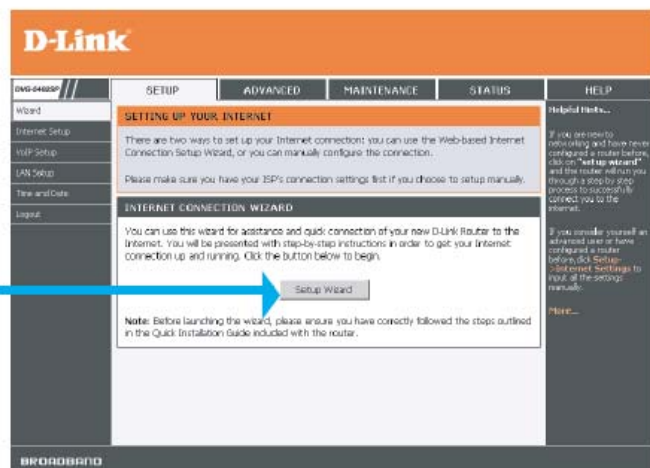 D-Link
DVG-5402SP
SETUP
ADVANCED
MAINTENANCE
STATUS
HELP
Wizard
Internet Setup
VoIP Setup
LAN Setup
Time and Date
Logout
SETTING UP YOUR INTERNET
There are two ways to set up your Internet connection: you can use the Web-based Internet
Connection Setup Wizard, or you can manually configure the connection.
Please make sure you have your ISP's connection settings first if you choose to setup manually.
INTERNET CONNECTION WIZARD
You can use this wizard for assistance and quick connection of your new D-Link Router to the
Internet. You will be presented with step-by-step instructions in order to get your Internet
connection up and running. Click the button below to begin.
Setup Wizard
Note: Before launching the wizard, please ensure you have correctly followed the steps outlined
in the Quick Installation Guide included with the router.
Helpful Hints...
If you are new to
networking and have never
configured a router before,
click on "setup wizard"
and the router will run you
through a step by step
process to successfully
connect you to the
internet.
If you consider yourself an
advanced user or have
configured a router
before, click Setup-
>Internet Settings to
input all the settings
manually.
More...
BROADBAND